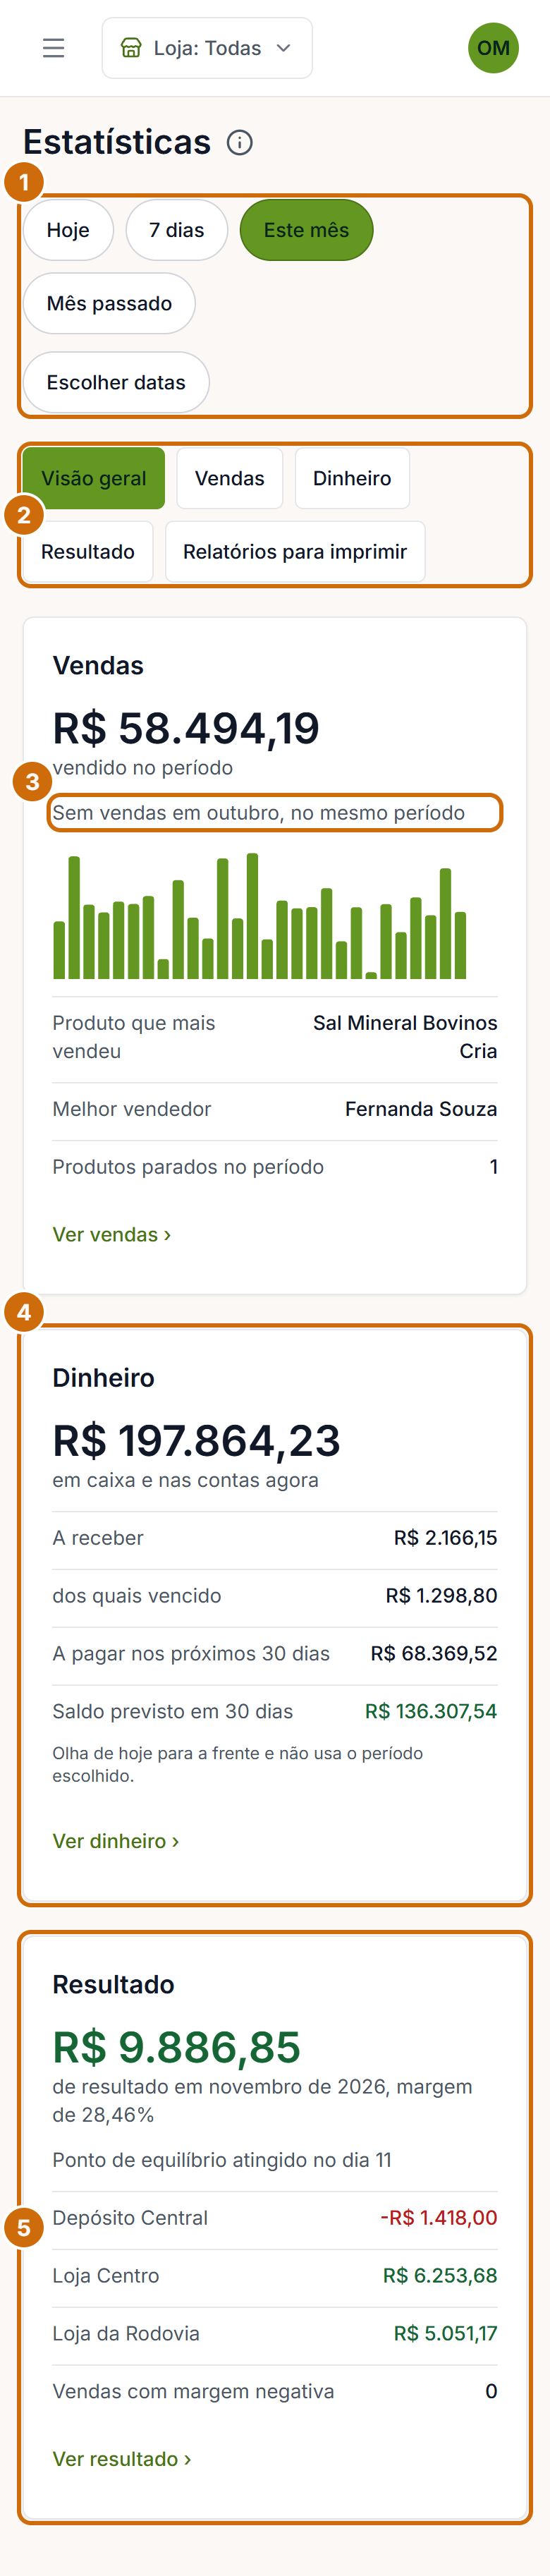 Loja: Todas
OM
Estatísticas
1
Hoje
7 dias
Este mês
Mês passado
Escolher datas
2
Visão geral
Vendas
Dinheiro
Resultado
Relatórios para imprimir
Vendas
R$ 58.494,19
vendido no período
3
Sem vendas em outubro, no mesmo período
Produto que mais vendeu
Sal Mineral Bovinos Cria
Melhor vendedor
Fernanda Souza
Produtos parados no período
1
Ver vendas ›
4
Dinheiro
R$ 197.864,23
em caixa e nas contas agora
A receber
R$ 2.166,15
dos quais vencido
R$ 1.298,80
A pagar nos próximos 30 dias
R$ 68.369,52
Saldo previsto em 30 dias
R$ 136.307,54
Olha de hoje para a frente e não usa o período
escolhido.
Ver dinheiro ›
Resultado
R$ 9.886,85
de resultado em novembro de 2026, margem
de 28,46%
Ponto de equilíbrio atingido no dia 11
5
Depósito Central
-R$ 1.418,00
Loja Centro
R$ 6.253,68
Loja da Rodovia
R$ 5.051,17
Vendas com margem negativa
0
Ver resultado ›